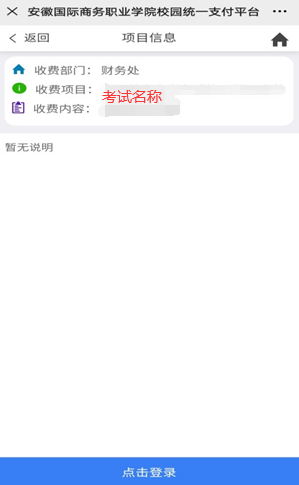 安徽国际商务职业学院校园统一支付平台
返回 项目信息
收费部门： 财务处
收费项目：
考试名称
收费内容：
暂无说明
点击登录